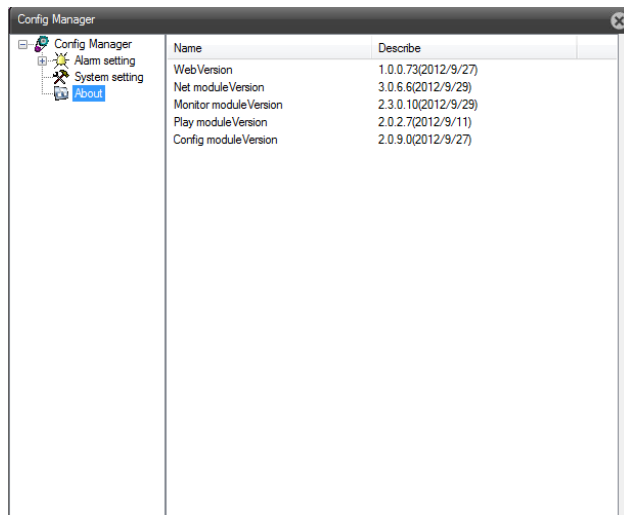 Config Manager
Config Manager
Alarm setting
System setting
About
Name Describe
WebVersion 1.0.0.73(2012/9/27)
Net moduleVersion 3.0.6.6(2012/9/29)
Monitor moduleVersion 2.3.0.10(2012/9/29)
Play moduleVersion 2.0.2.7(2012/9/11)
Config moduleVersion 2.0.9.0(2012/9/27)